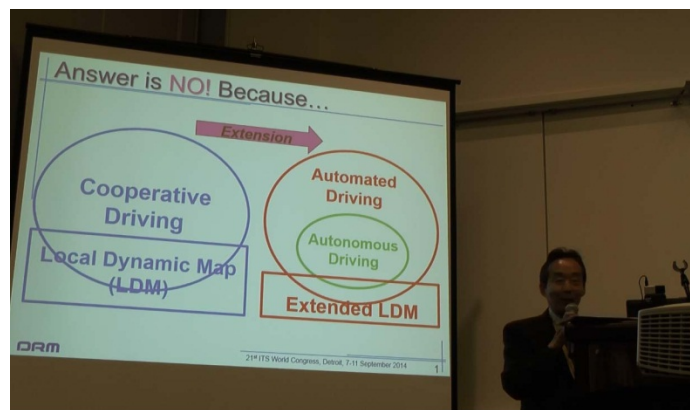 Answer is NO! Because...
Extension
Cooperative
Driving
Local Dynamic Map
(LDM)
Automated
Driving
Autonomous
Driving
Extended LDM
DRM
21st ITS World Congress, Detroit, 7-11 September 2014
1